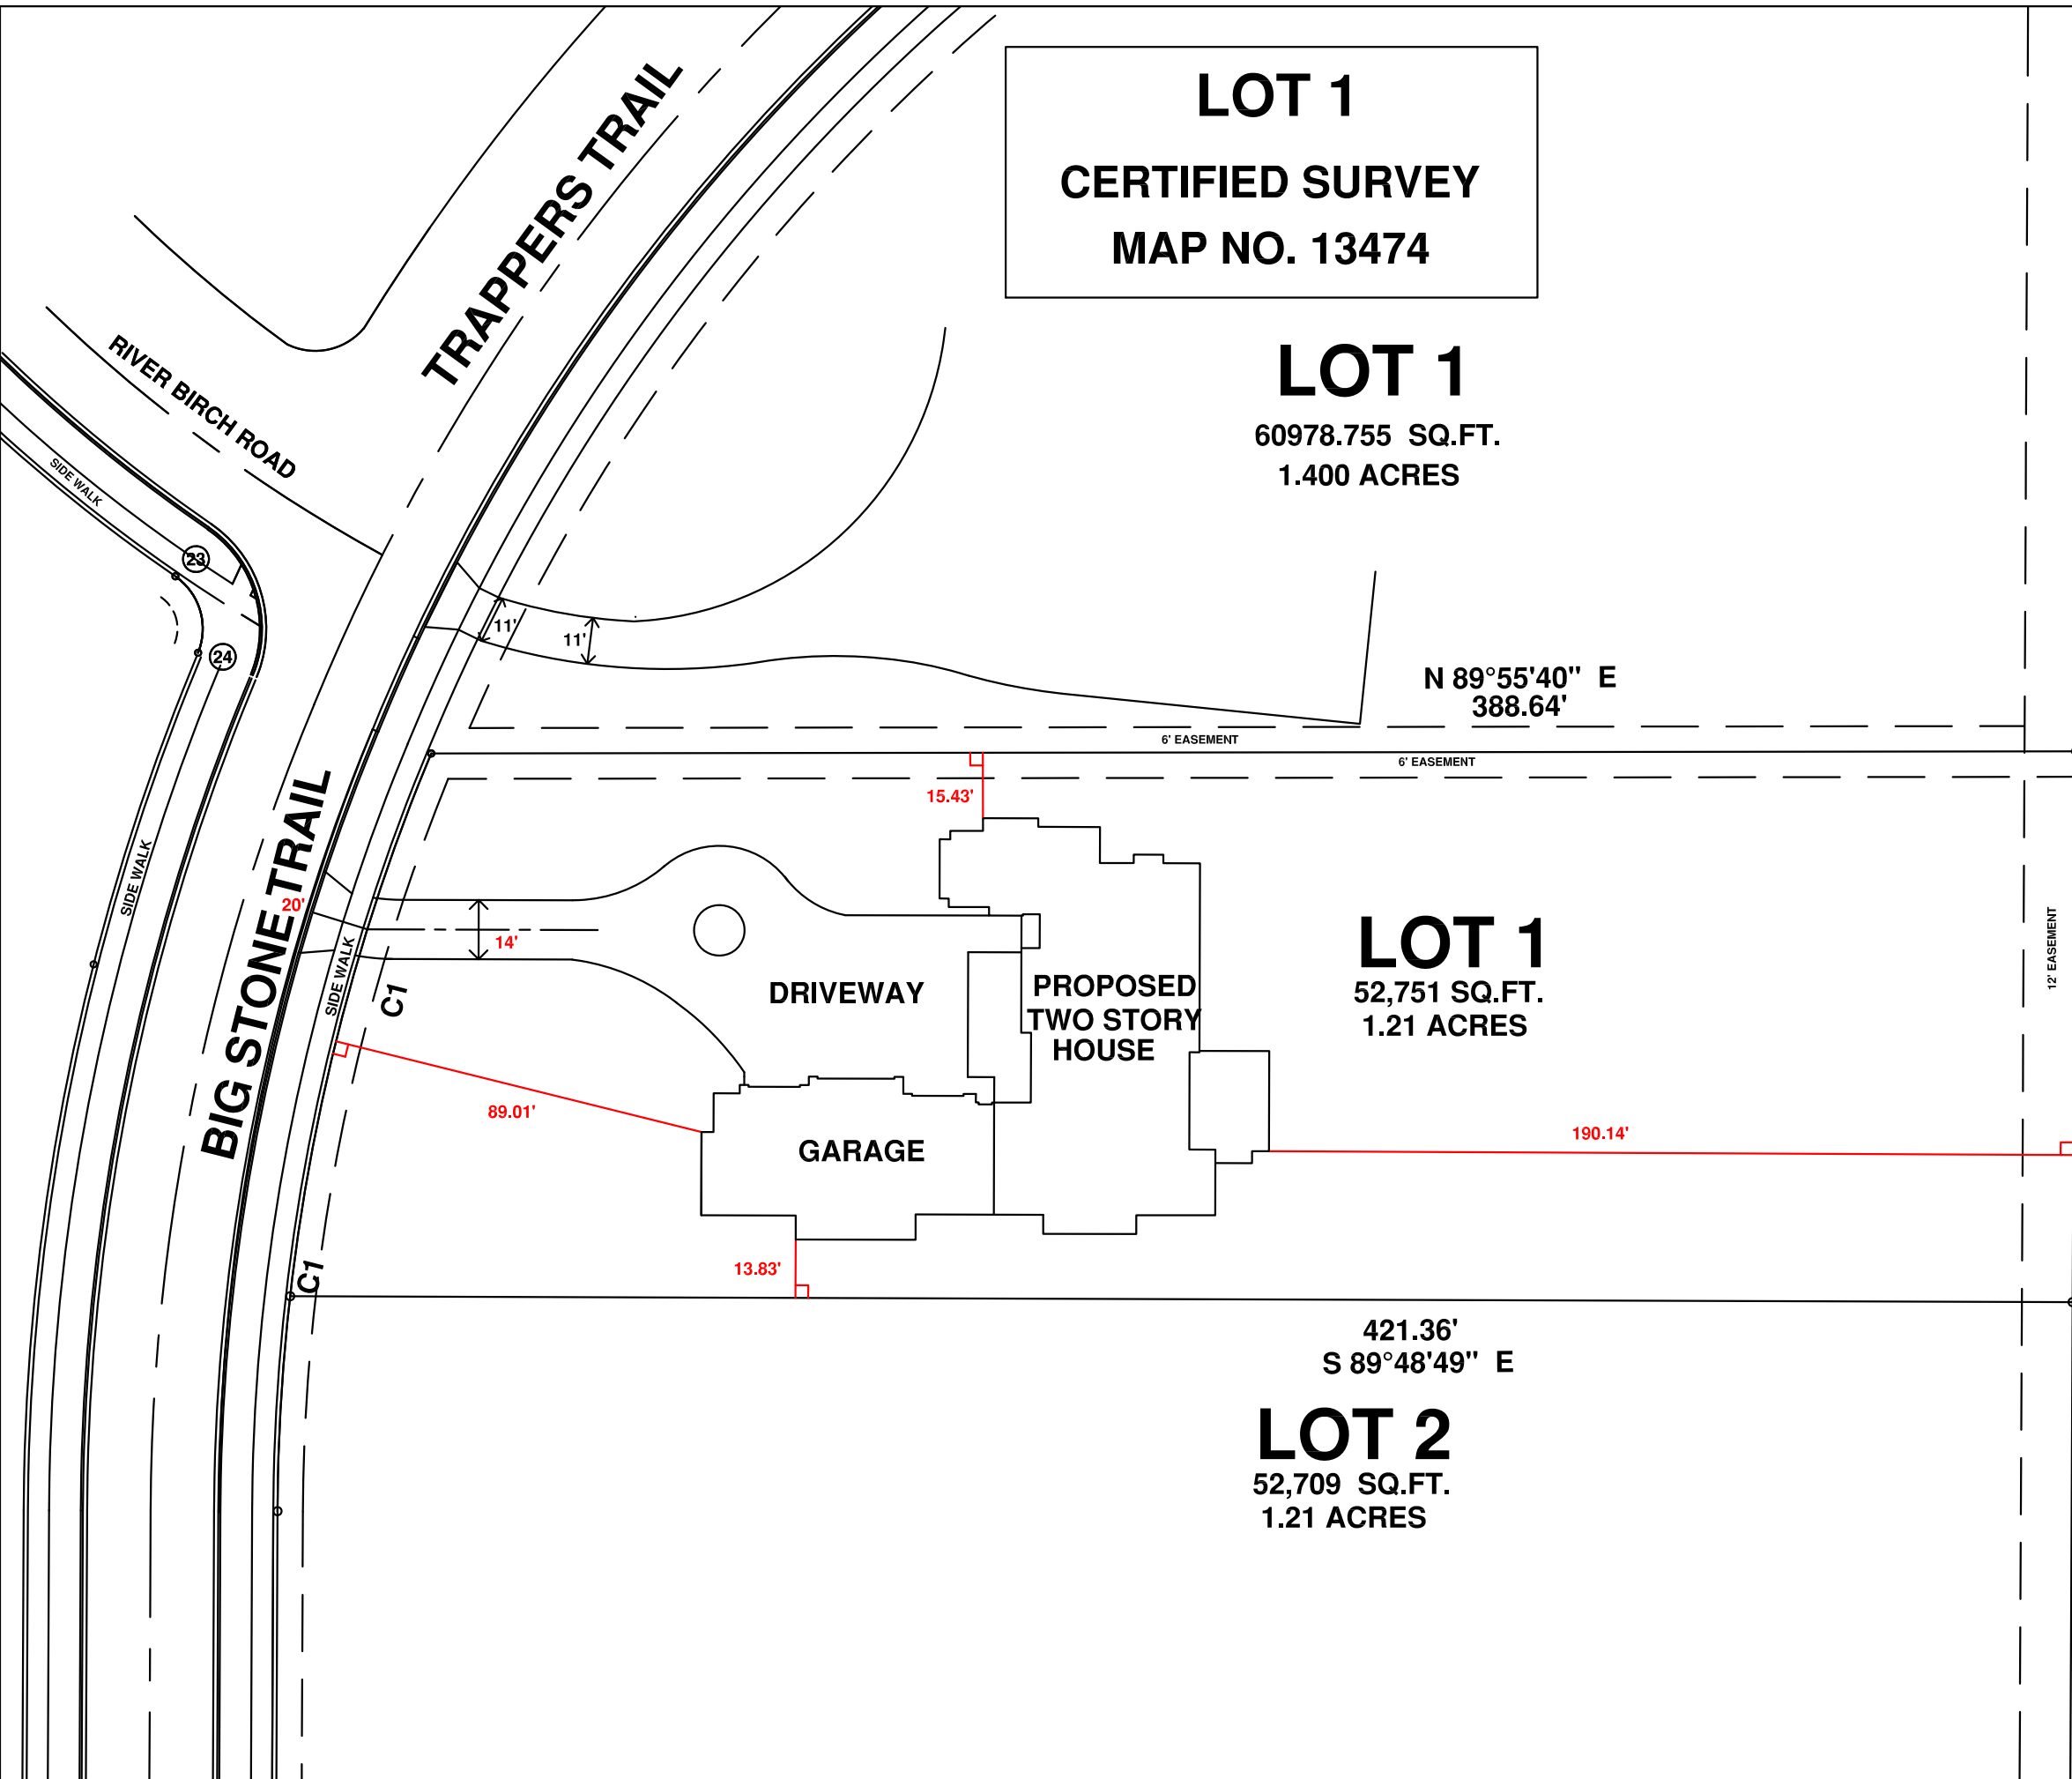 LOT 1
CERTIFIED SURVEY
MAP NO. 13474
TRAPPERS TRAIL
RIVER BIRCH ROAD
SIDE WALK
23
24
LOT 1
60978.755 SQ.FT.
1.400 ACRES
11'
11'
N 89°55'40" E
388.64'
6' EASEMENT
6' EASEMENT
15.43'
BIG STONE TRAIL
SIDE WALK
20'
14'
SIDE WALK
C1
DRIVEWAY
PROPOSED
TWO STORY
HOUSE
LOT 1
52,751 SQ.FT.
1.21 ACRES
12' EASEMENT
89.01'
GARAGE
190.14'
13.83'
C1
421.36'
S 89°48'49" E
LOT 2
52,709 SQ.FT.
1.21 ACRES